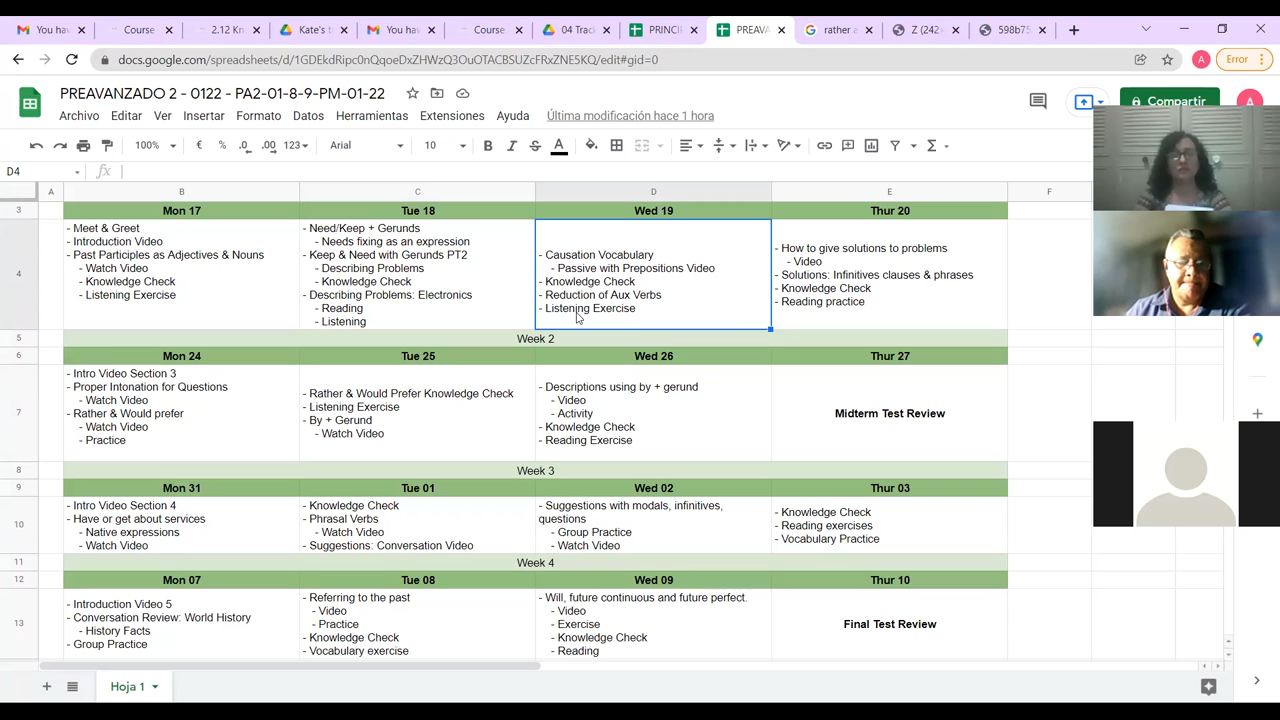 You hav
Course
2.12 Kn
Kate's t
You hav
Course
04 Track
PRINCI
PREAVA
rather a
Z (242×
598b75
docs.google.com/spreadsheets/d/1GDEkdRipc0nQqoeDxZHWzQ3OuOTACBUZcFRxZNX5KQ/edit#gid=0
A
Error
PREAVANZADO 2 - 0122 - PA2-01-8-9-PM-01-22
Compartir
Archivo Editar Ver Insertar Formato Datos Herramientas Extensiones Ayuda Última modificación hace 1 hora
100% € % .0 .00 123 Arial 10 B I S A
D4 fx
A B C D E F
3 Mon 17 Tue 18 Wed 19 Thur 20
4
- Meet & Greet
- Introduction Video
- Past Participles as Adjectives & Nouns
- Watch Video
- Knowledge Check
- Listening Exercise
- Need/Keep + Gerunds
- Needs fixing as an expression
- Keep & Need with Gerunds PT2
- Describing Problems
- Knowledge Check
- Describing Problems: Electronics
- Reading
- Listening
- Causation Vocabulary
- Passive with Prepositions Video
- Knowledge Check
- Reduction of Aux Verbs
- Listening Exercise
- How to give solutions to problems
- Video
- Solutions: Infinitives clauses & phrases
- Knowledge Check
- Reading practice
5 Week 2
6 Mon 24 Tue 25 Wed 26 Thur 27
7
- Intro Video Section 3
- Proper Intonation for Questions
- Watch Video
- Rather & Would prefer
- Watch Video
- Practice
- Rather & Would Prefer Knowledge Check
- Listening Exercise
- By + Gerund
- Watch Video
- Descriptions using by + gerund
- Video
- Activity
- Knowledge Check
- Reading Exercise
Midterm Test Review
8 Week 3
9 Mon 31 Tue 01 Wed 02 Thur 03
10
- Intro Video Section 4
- Have or get about services
- Native expressions
- Watch Video
- Knowledge Check
- Phrasal Verbs
- Watch Video
- Suggestions: Conversation Video
- Suggestions with modals, infinitives,
questions
- Group Practice
- Watch Video
- Knowledge Check
- Reading exercises
- Vocabulary Practice
11 Week 4
12 Mon 07 Tue 08 Wed 09 Thur 10
13
- Introduction Video 5
- Conversation Review: World History
- History Facts
- Group Practice
- Referring to the past
- Video
- Practice
- Knowledge Check
- Vocabulary exercise
- Will, future continuous and future perfect.
- Video
- Exercise
- Knowledge Check
- Reading
Final Test Review
Hoja 1